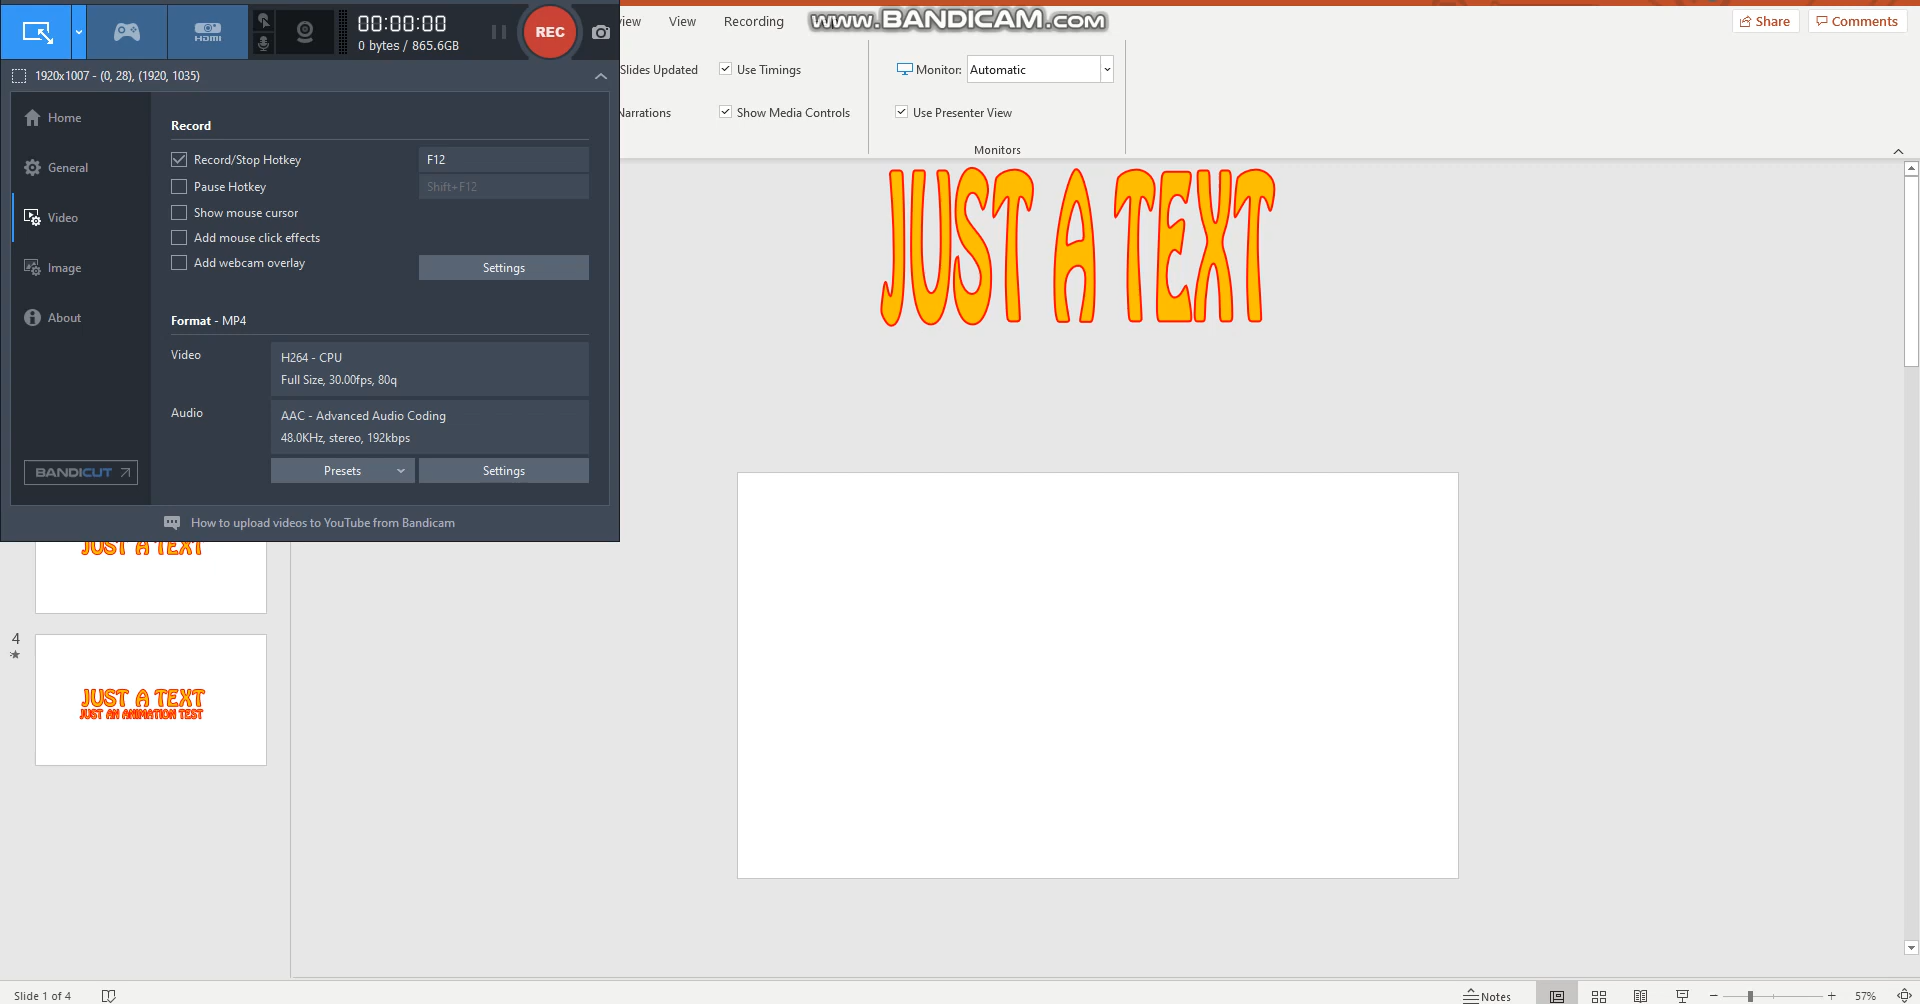 HDMI
00:00:00
0 bytes / 865.6GB
REC
1920x1007 - (0, 28), (1920, 1035)
Home
General
Video
Image
About
BANDICUT
Record
Record/Stop Hotkey
F12
Pause Hotkey
Shift+F12
Show mouse cursor
Add mouse click effects
Add webcam overlay
Settings
Format - MP4
Video
H264 - CPU
Full Size, 30.00fps, 80q
Audio
AAC - Advanced Audio Coding
48.0KHz, stereo, 192kbps
Presets
Settings
How to upload videos to YouTube from Bandicam
View
Recording
www.BANDICAM.com
Share
Comments
Slides Updated
Use Timings
Monitor:
Automatic
Narrations
Show Media Controls
Use Presenter View
Monitors
JUST A TEXT
JUST A TEXT
4
JUST A TEXT
JUST AN ANIMATION TEST
Slide 1 of 4
Notes
57%